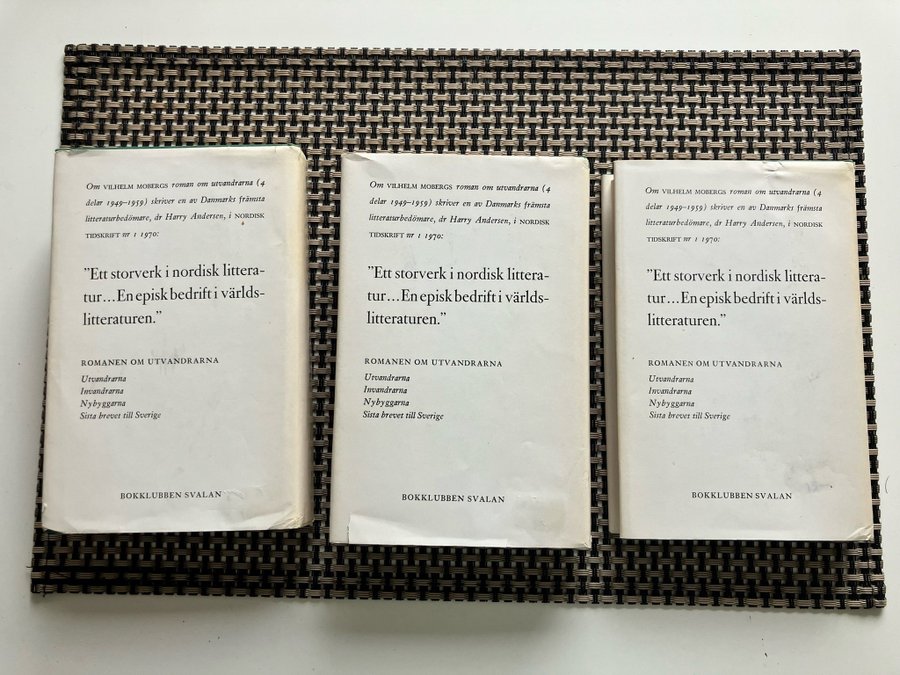 Om VILHELM MOBERGS roman om utvandrarna (4
delar 1949–1959) skriver en av Danmarks främsta
litteraturbedömare, dr Harry Andersen, i NORDISK
TIDSKRIFT nr 1 1970:
”Ett storverk i nordisk littera-
tur...En episk bedrift i världs-
litteraturen.”
ROMANEN OM UTVANDRARNA
Utvandrarna
Invandrarna
Nybyggarna
Sista brevet till Sverige
BOKKLUBBEN SVALAN
Om VILHELM MOBERGS roman om utvandrarna (4
delar 1949–1959) skriver en av Danmarks främsta
litteraturbedömare, dr Harry Andersen, i NORDISK
TIDSKRIFT nr 1 1970:
”Ett storverk i nordisk littera-
tur...En episk bedrift i världs-
litteraturen.”
ROMANEN OM UTVANDRARNA
Utvandrarna
Invandrarna
Nybyggarna
Sista brevet till Sverige
BOKKLUBBEN SVALAN
Om VILHELM MOBERGS roman om utvandrarna (4
delar 1949–1959) skriver en av Danmarks främsta
litteraturbedömare, dr Harry Andersen, i NORDISK
TIDSKRIFT nr 1 1970:
”Ett storverk i nordisk littera-
tur...En episk bedrift i världs-
litteraturen.”
ROMANEN OM UTVANDRARNA
Utvandrarna
Invandrarna
Nybyggarna
Sista brevet till Sverige
BOKKLUBBEN SVALAN